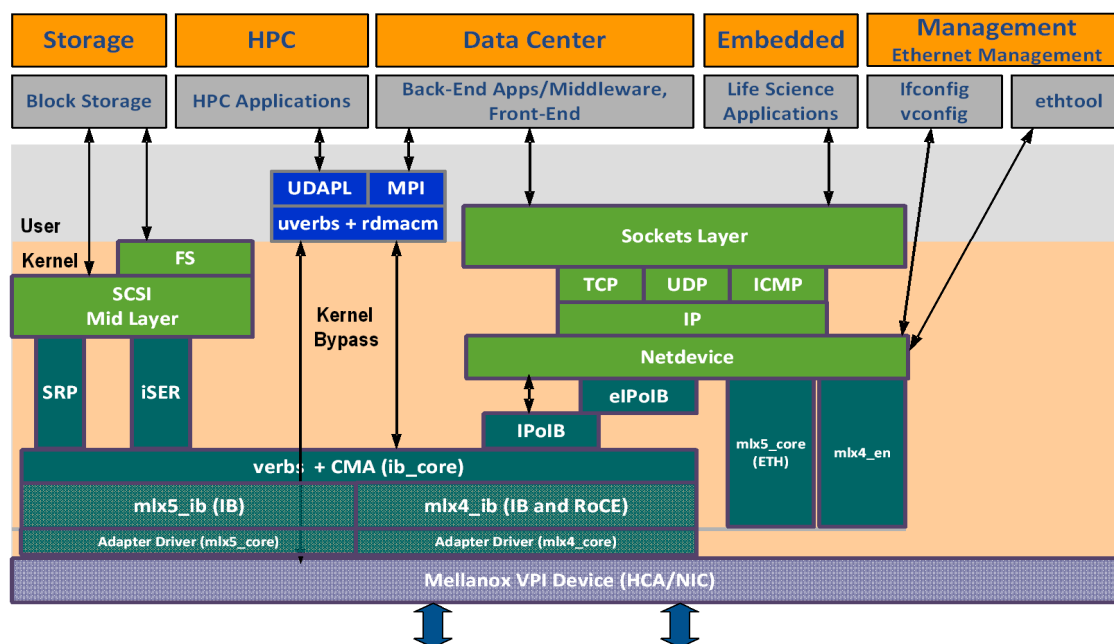 Storage
HPC
Data Center
Embedded
Management
Ethernet Management
Block Storage
HPC Applications
Back-End Apps/Middleware,
Front-End
Life Science
Applications
Ifconfig
vconfig
ethtool
UDAPL
MPI
uverbs + rdmacm
User
Kernel
FS
Sockets Layer
SCSI
Mid Layer
TCP
UDP
ICMP
IP
Kernel
Bypass
Netdevice
SRP
iSER
eIPoIB
IPoIB
mlx5_core
(ETH)
mlx4_en
verbs + CMA (ib_core)
mlx5_ib (IB)
mlx4_ib (IB and RoCE)
Adapter Driver (mlx5_core)
Adapter Driver (mlx4_core)
Mellanox VPI Device (HCA/NIC)